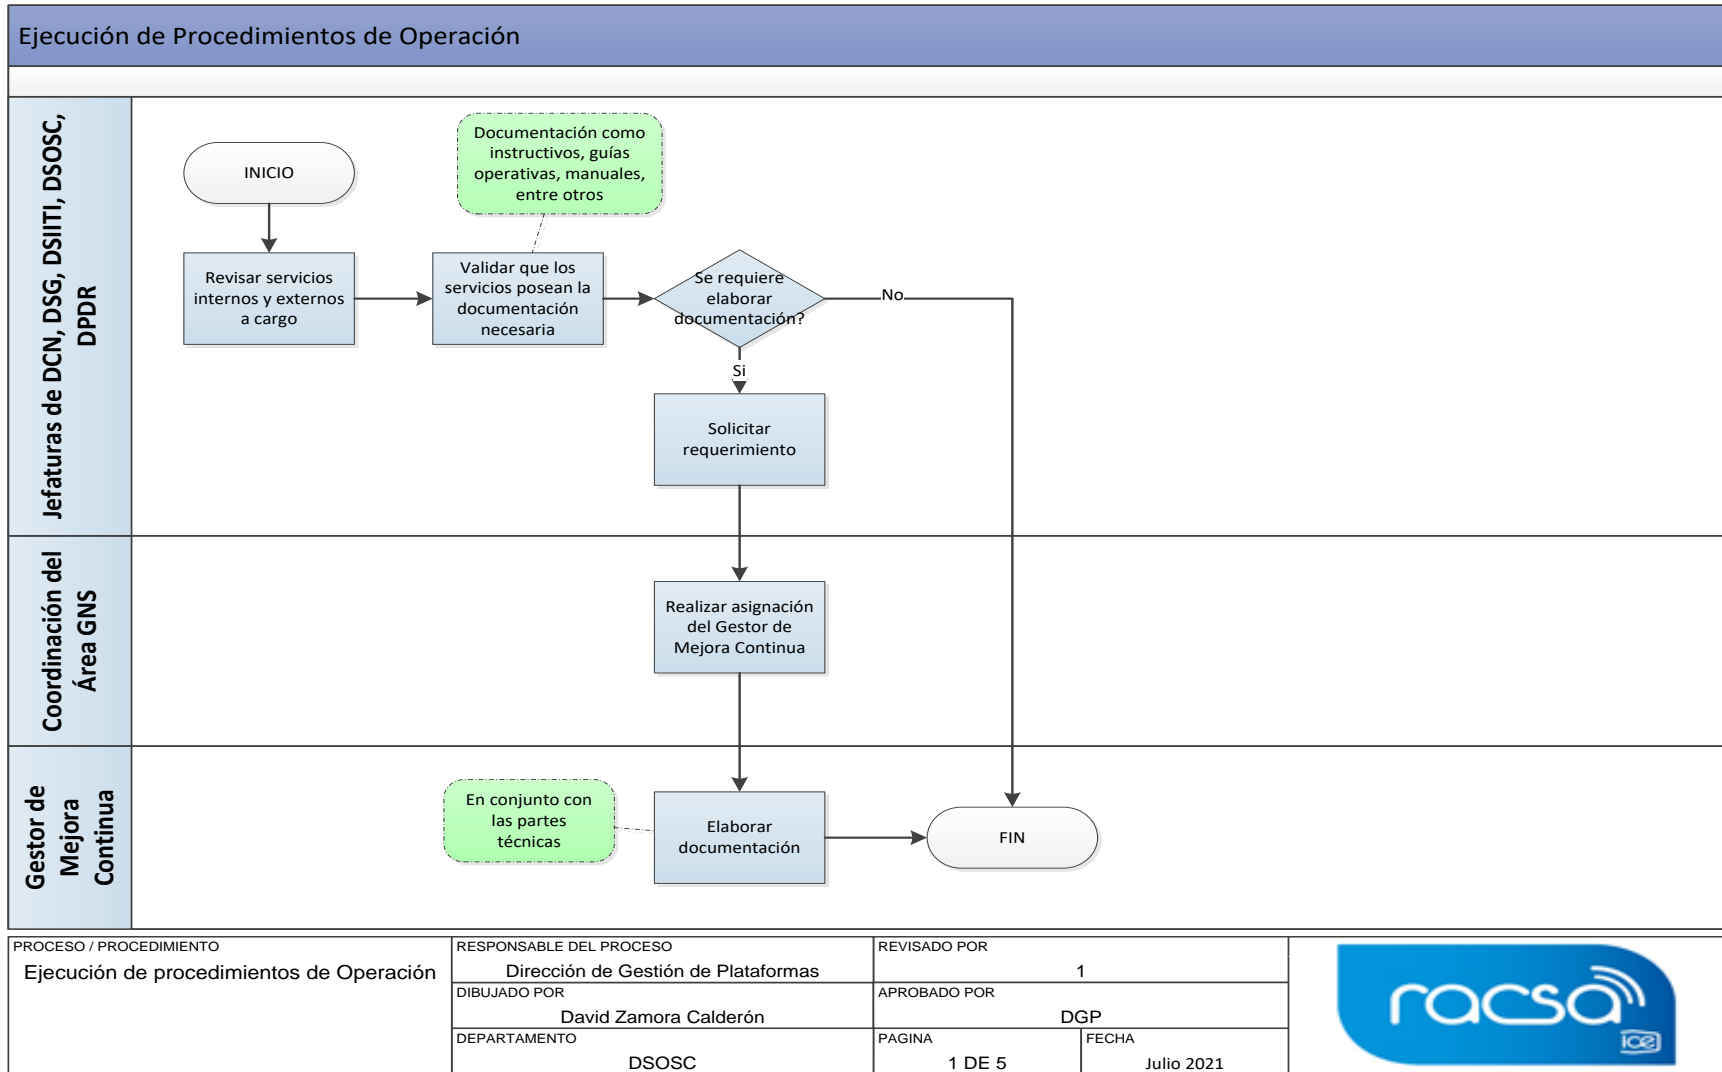 Ejecución de Procedimientos de Operación
Jefaturas de DCN, DSG, DSIITI, DSOSC,
DPDR
INICIO
Documentación como
instructivos, guías
operativas, manuales,
entre otros
Revisar servicios
internos y externos
a cargo
Validar que los
servicios posean la
documentación
necesaria
Se requiere
elaborar
documentación?
No
Si
Solicitar
requerimiento
Coordinación del
Área GNS
Realizar asignación
del Gestor de
Mejora Continua
Gestor de
Mejora
Continua
En conjunto con
las partes
técnicas
Elaborar
documentación
FIN
PROCESO / PROCEDIMIENTO
Ejecución de procedimientos de Operación
RESPONSABLE DEL PROCESO
Dirección de Gestión de Plataformas
REVISADO POR
1
DIBUJADO POR
David Zamora Calderón
APROBADO POR
DGP
DEPARTAMENTO
DSOSC
PAGINA
1 DE 5
FECHA
Julio 2021
racsa
ice